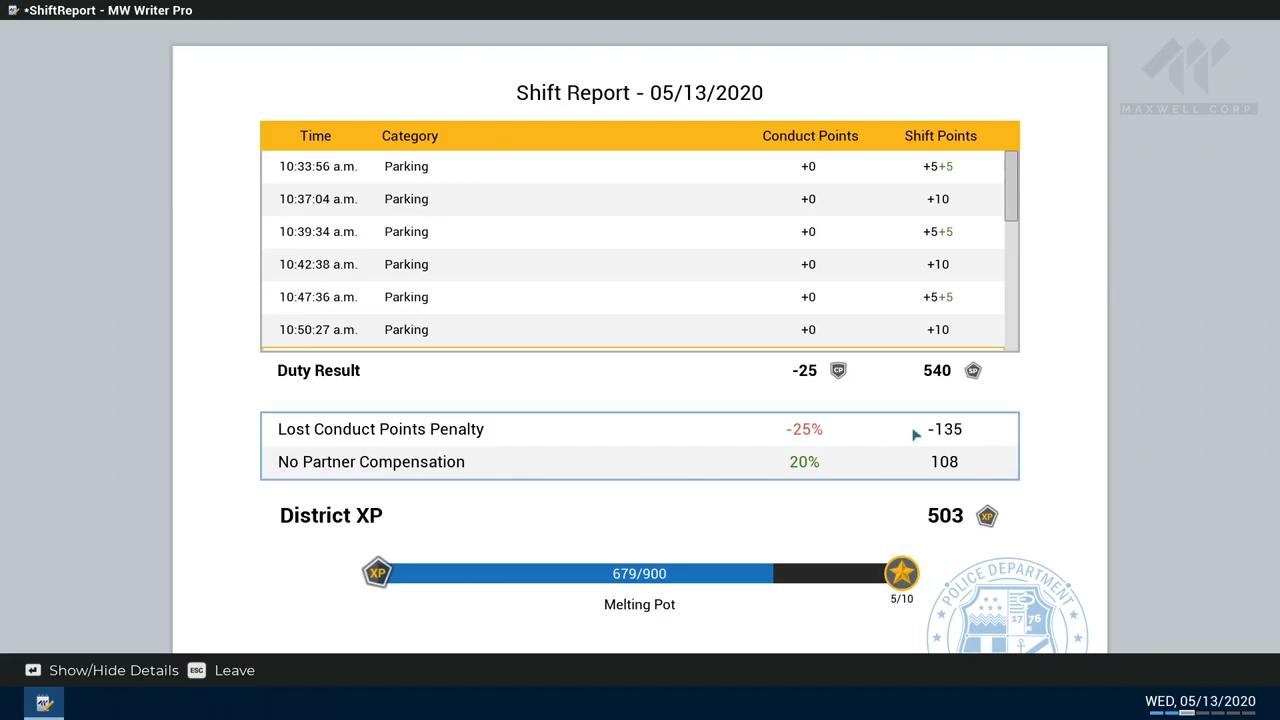 *ShiftReport - MW Writer Pro
MAXWELL CORP.
Shift Report - 05/13/2020
Time Category Conduct Points Shift Points
10:33:56 a.m. Parking +0 +5+5
10:37:04 a.m. Parking +0 +10
10:39:34 a.m. Parking +0 +5+5
10:42:38 a.m. Parking +0 +10
10:47:36 a.m. Parking +0 +5+5
10:50:27 a.m. Parking +0 +10
Duty Result -25 CP 540 SP
Lost Conduct Points Penalty -25% -135
No Partner Compensation 20% 108
District XP 503 XP
XP 679/900
5/10
Melting Pot
POLICE DEPARTMENT
1776
Show/Hide Details ESC Leave
WED, 05/13/2020